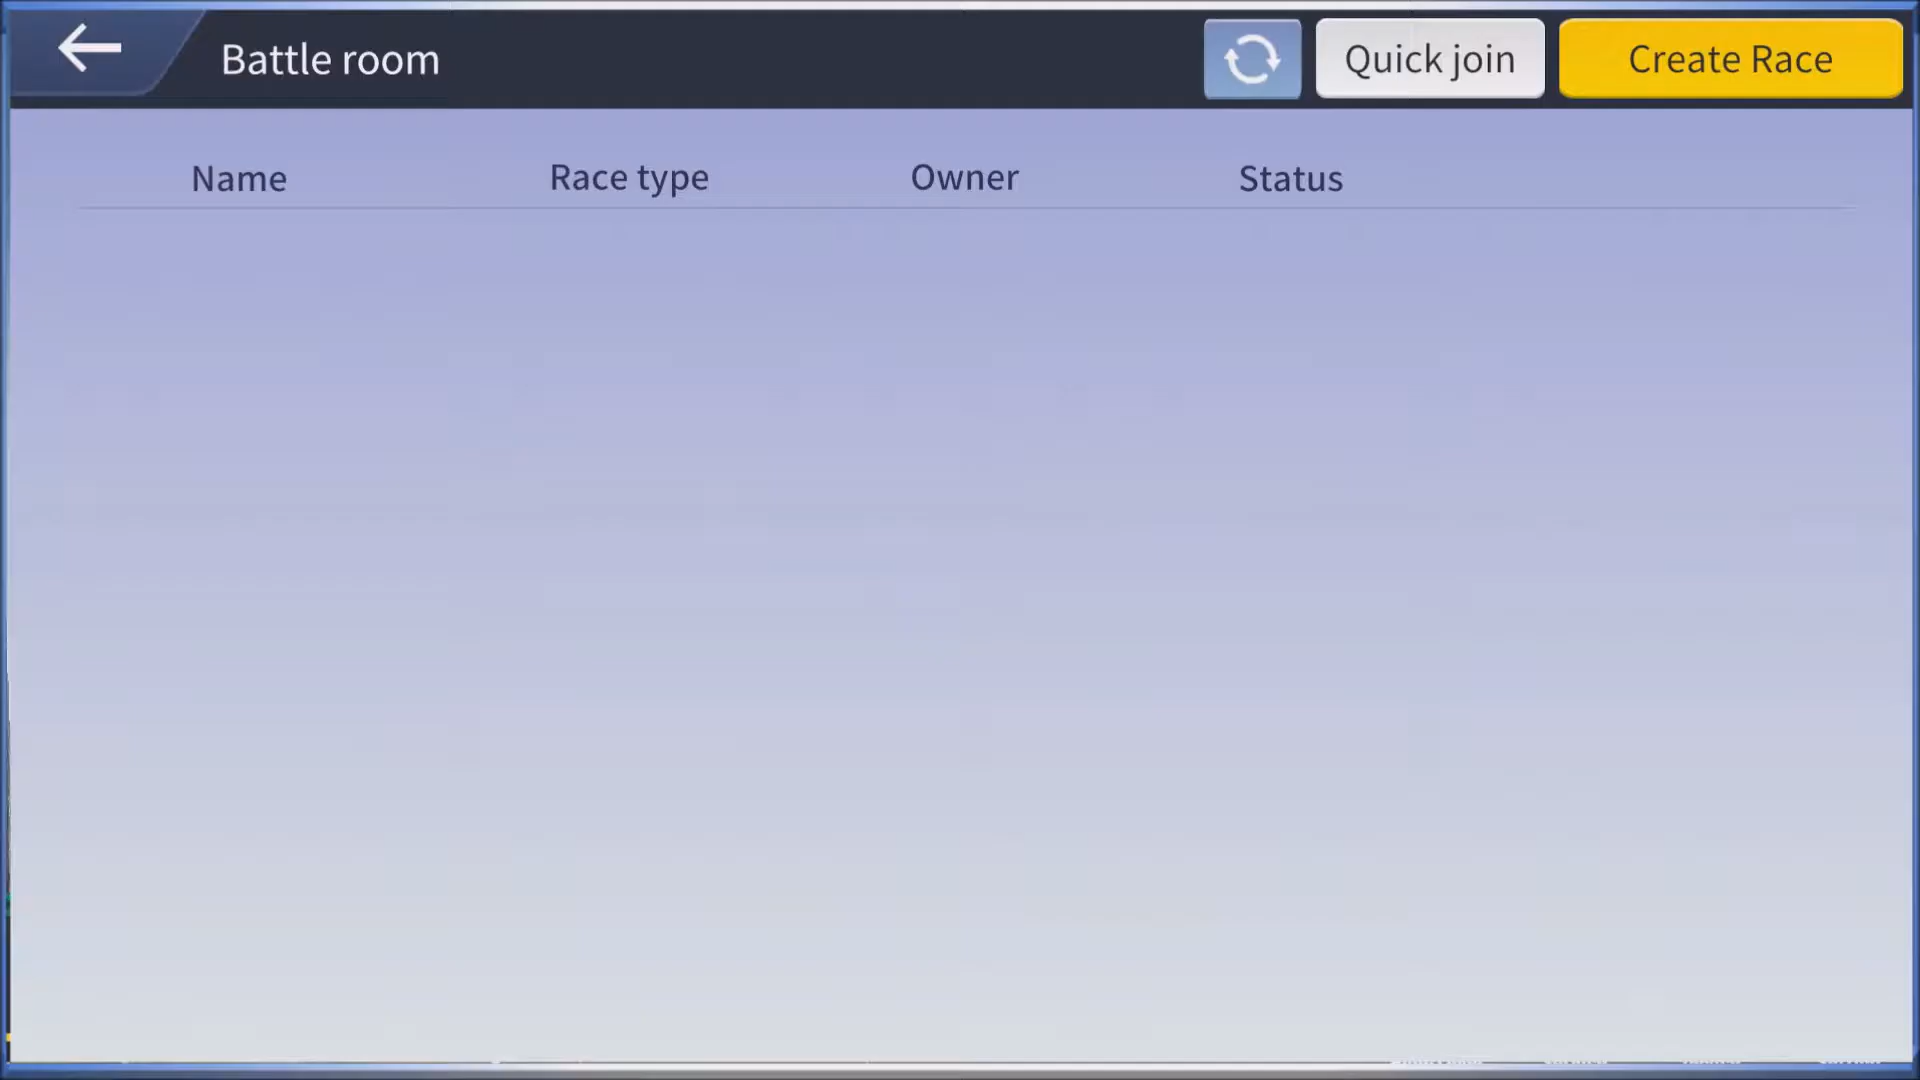 Battle room
Quick join
Create Race
Name
Race type
Owner
Status